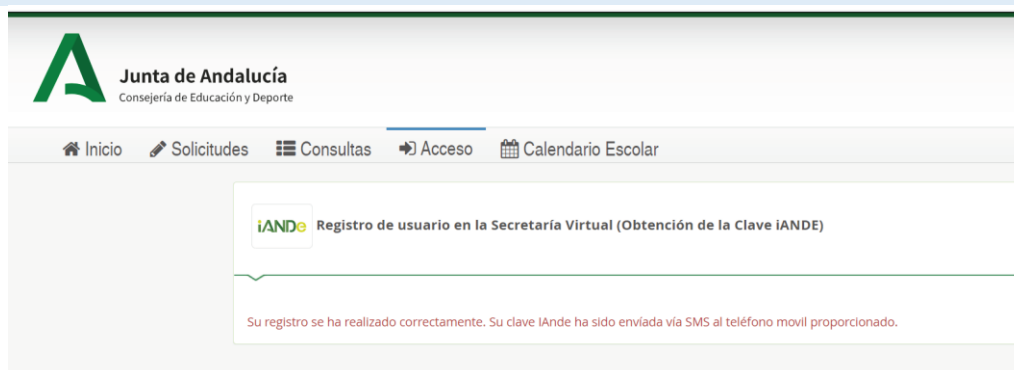 Junta de Andalucía
Consejería de Educación y Deporte
Inicio Solicitudes Consultas Acceso Calendario Escolar
iANDe Registro de usuario en la Secretaría Virtual (Obtención de la Clave iANDE)
Su registro se ha realizado correctamente. Su clave IAnde ha sido envíada vía SMS al teléfono movil proporcionado.